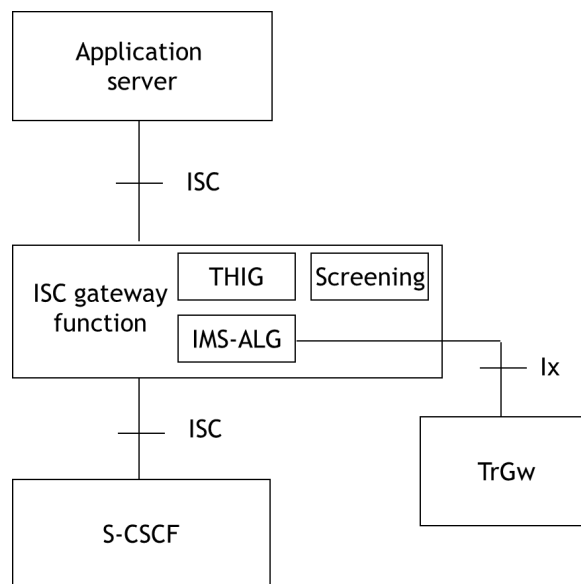 Application
server
ISC
THIG
Screening
ISC gateway
function
IMS-ALG
Ix
ISC
TrGw
S-CSCF